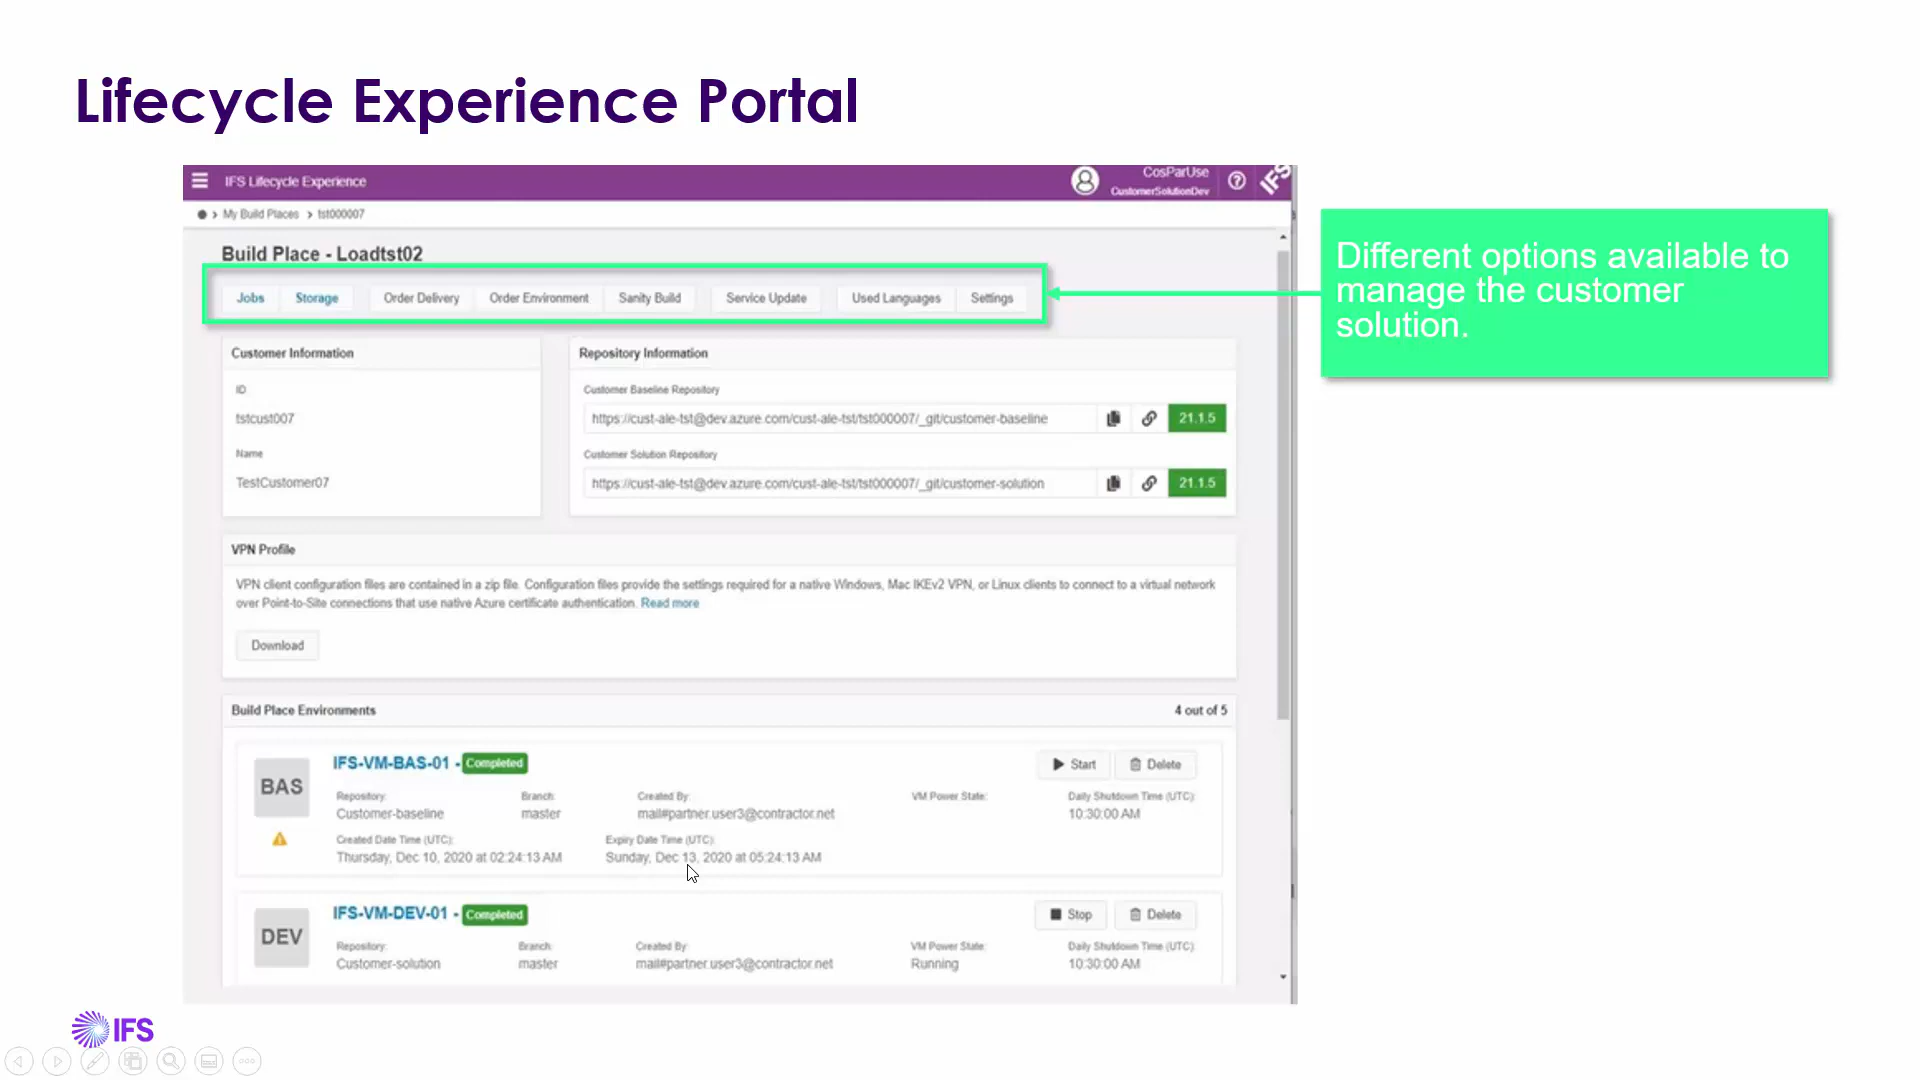 Lifecycle Experience Portal
IFS Lifecycle Experience
CosParUse
CustomerSolutionDev
IFS
My Build Places > tst000007
Build Place - Loadtst02
Jobs
Storage
Order Delivery
Order Environment
Sanity Build
Service Update
Used Languages
Settings
Different options available to
manage the customer
solution.
Customer Information
ID
tstcust007
Name
TestCustomer07
Repository Information
Customer Baseline Repository
https://cust-ale-tst@dev.azure.com/cust-ale-tst/tst000007/_git/customer-baseline
21.1.5
Customer Solution Repository
https://cust-ale-tst@dev.azure.com/cust-ale-tst/tst000007/_git/customer-solution
21.1.5
VPN Profile
VPN client configuration files are contained in a zip file. Configuration files provide the settings required for a native Windows, Mac IKEv2 VPN, or Linux clients to connect to a virtual network
over Point-to-Site connections that use native Azure certificate authentication. Read more
Download
Build Place Environments
4 out of 5
BAS
IFS-VM-BAS-01 - Completed
Start
Delete
Repository:
Branch:
Created By:
VM Power State:
Daily Shutdown Time (UTC):
Customer-baseline
master
mail#partner.user3@contractor.net
10:30:00 AM
Created Date Time (UTC):
Expiry Date Time (UTC):
Thursday, Dec 10, 2020 at 02:24:13 AM
Sunday, Dec 13, 2020 at 05:24:13 AM
DEV
IFS-VM-DEV-01 - Completed
Stop
Delete
Repository:
Branch:
Created By:
VM Power State:
Daily Shutdown Time (UTC):
Customer-solution
master
mail#partner.user3@contractor.net
Running
10:30:00 AM
IFS